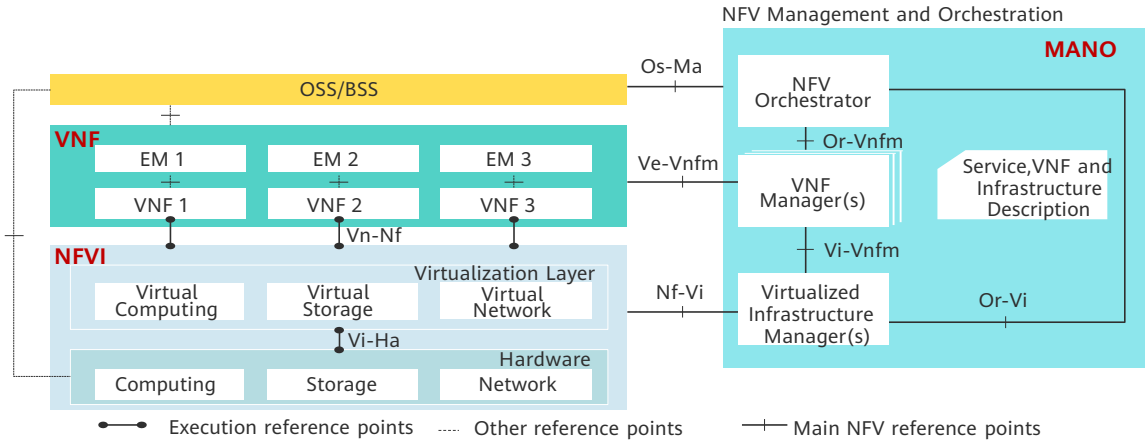 NFV Management and Orchestration
MANO
OSS/BSS
Os-Ma
NFV
Orchestrator
Or-Vnfm
VNF
EM 1
EM 2
EM 3
VNF 1
VNF 2
VNF 3
Ve-Vnfm
VNF
Manager(s)
Service,VNF and
Infrastructure
Description
Vn-Nf
Vi-Vnfm
NFVI
Virtualization Layer
Virtual
Computing
Virtual
Storage
Virtual
Network
Nf-Vi
Virtualized
Infrastructure
Manager(s)
Or-Vi
Vi-Ha
Hardware
Computing
Storage
Network
Execution reference points
Other reference points
Main NFV reference points